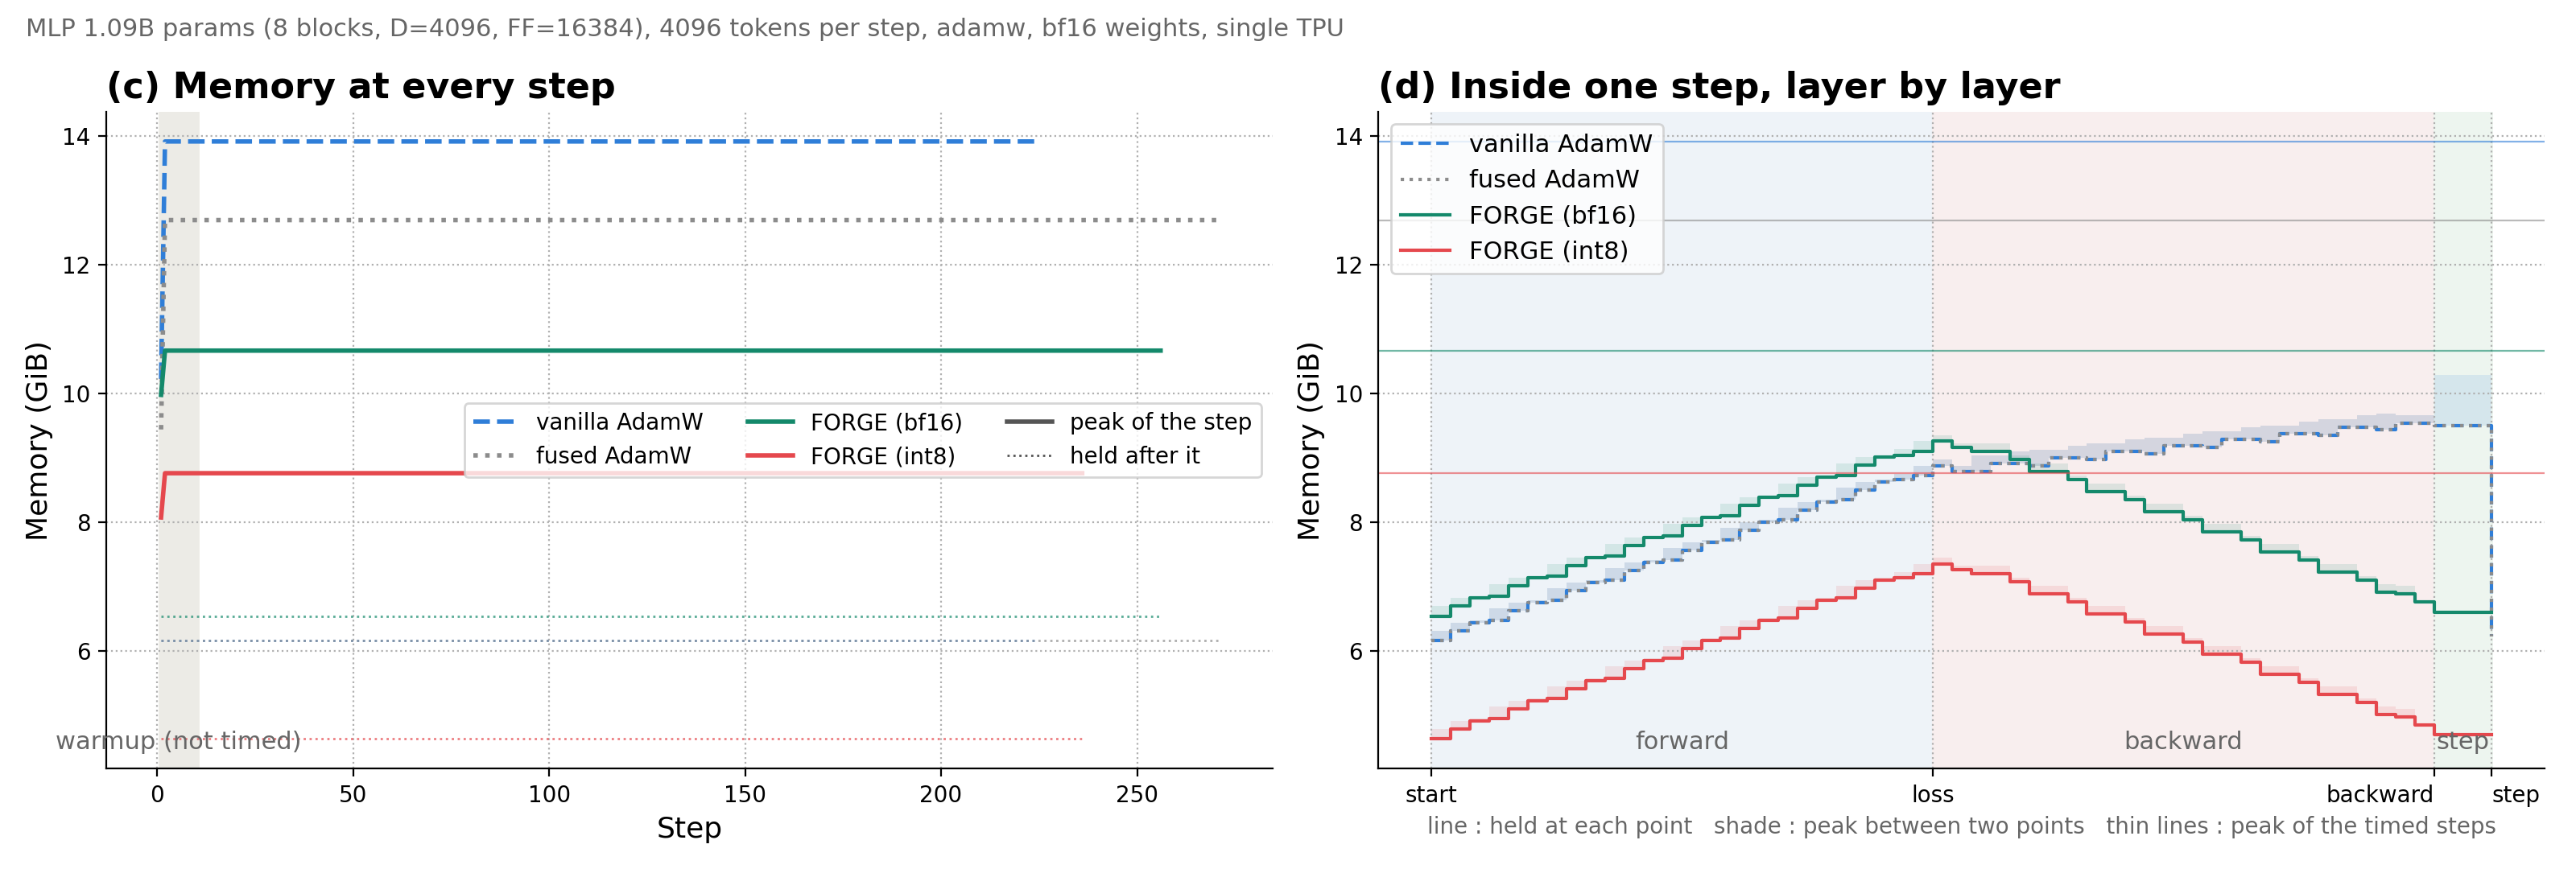 MLP 1.09B params (8 blocks, D=4096, FF=16384), 4096 tokens per step, adamw, bf16 weights, single TPU
(c) Memory at every step
Memory (GiB)
14
12
10
8
6
vanilla AdamW
fused AdamW
FORGE (bf16)
FORGE (int8)
peak of the step
held after it
warmup (not timed)
0
50
100
150
200
250
Step
(d) Inside one step, layer by layer
Memory (GiB)
14
12
10
8
6
vanilla AdamW
fused AdamW
FORGE (bf16)
FORGE (int8)
forward
backward
step
start
loss
backward
step
line : held at each point shade : peak between two points thin lines : peak of the timed steps